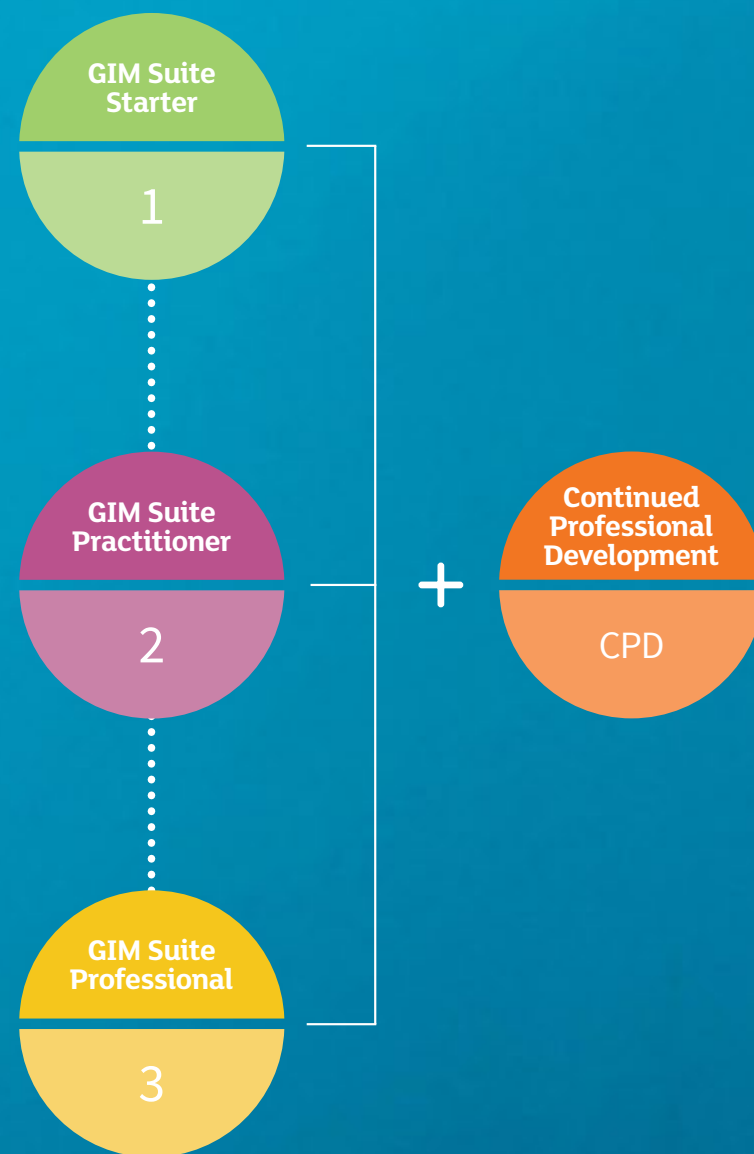 GIM Suite
Starter
1
GIM Suite
Practitioner
2
+
Continued
Professional
Development
CPD
GIM Suite
Professional
3